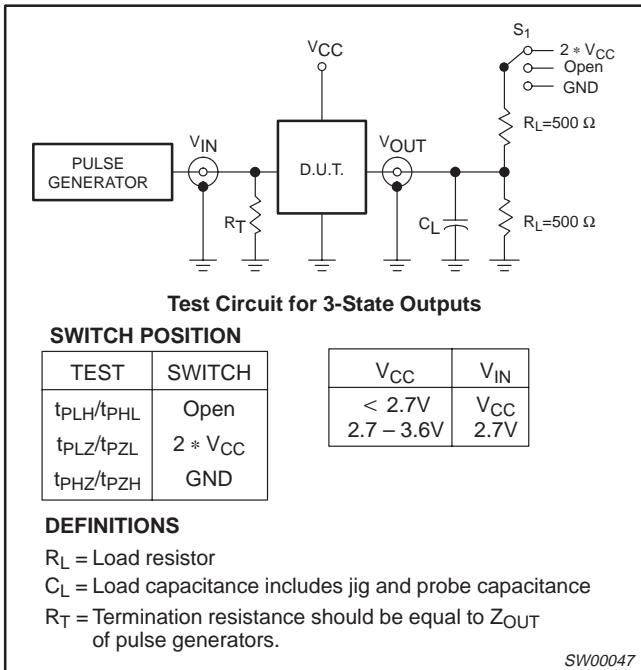 S1
2 * VCC
Open
GND
VCC
RL=500 Ω
VIN
VOUT
PULSE
GENERATOR
D.U.T.
RT
CL
RL=500 Ω
Test Circuit for 3-State Outputs
SWITCH POSITION
TEST SWITCH
tPLH/tPHL Open
tPLZ/tPZL 2 * VCC
tPHZ/tPZH GND
VCC VIN
< 2.7V VCC
2.7 – 3.6V 2.7V
DEFINITIONS
RL = Load resistor
CL = Load capacitance includes jig and probe capacitance
RT = Termination resistance should be equal to ZOUT
of pulse generators.
SW00047